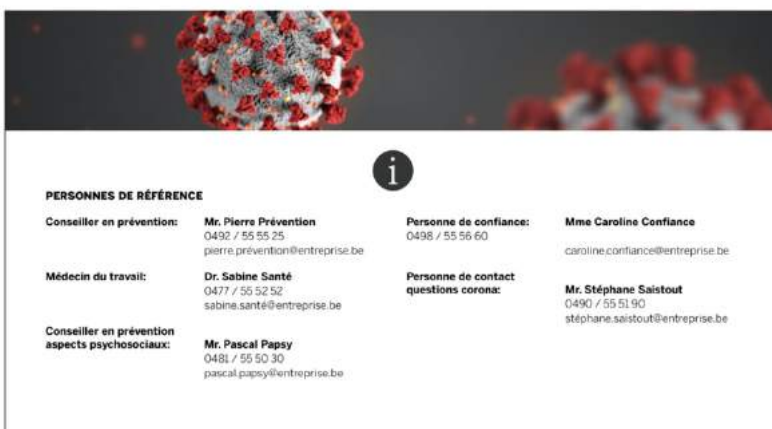 i
PERSONNES DE RÉFÉRENCE
Conseiller en prévention:
Mr. Pierre Prévention
0492 / 55 55 25
pierre.prévention@entreprise.be
Médecin du travail:
Dr. Sabine Santé
0477 / 55 52 52
sabine.santé@entreprise.be
Conseiller en prévention
aspects psychosociaux:
Mr. Pascal Papsy
0481 / 55 50 30
pascal.papsy@entreprise.be
Personne de confiance:
0498 / 55 56 60
Mme Caroline Confiance
caroline.confiance@entreprise.be
Personne de contact
questions corona:
Mr. Stéphane Saistout
0490 / 55 51 90
stéphane.saistout@entreprise.be